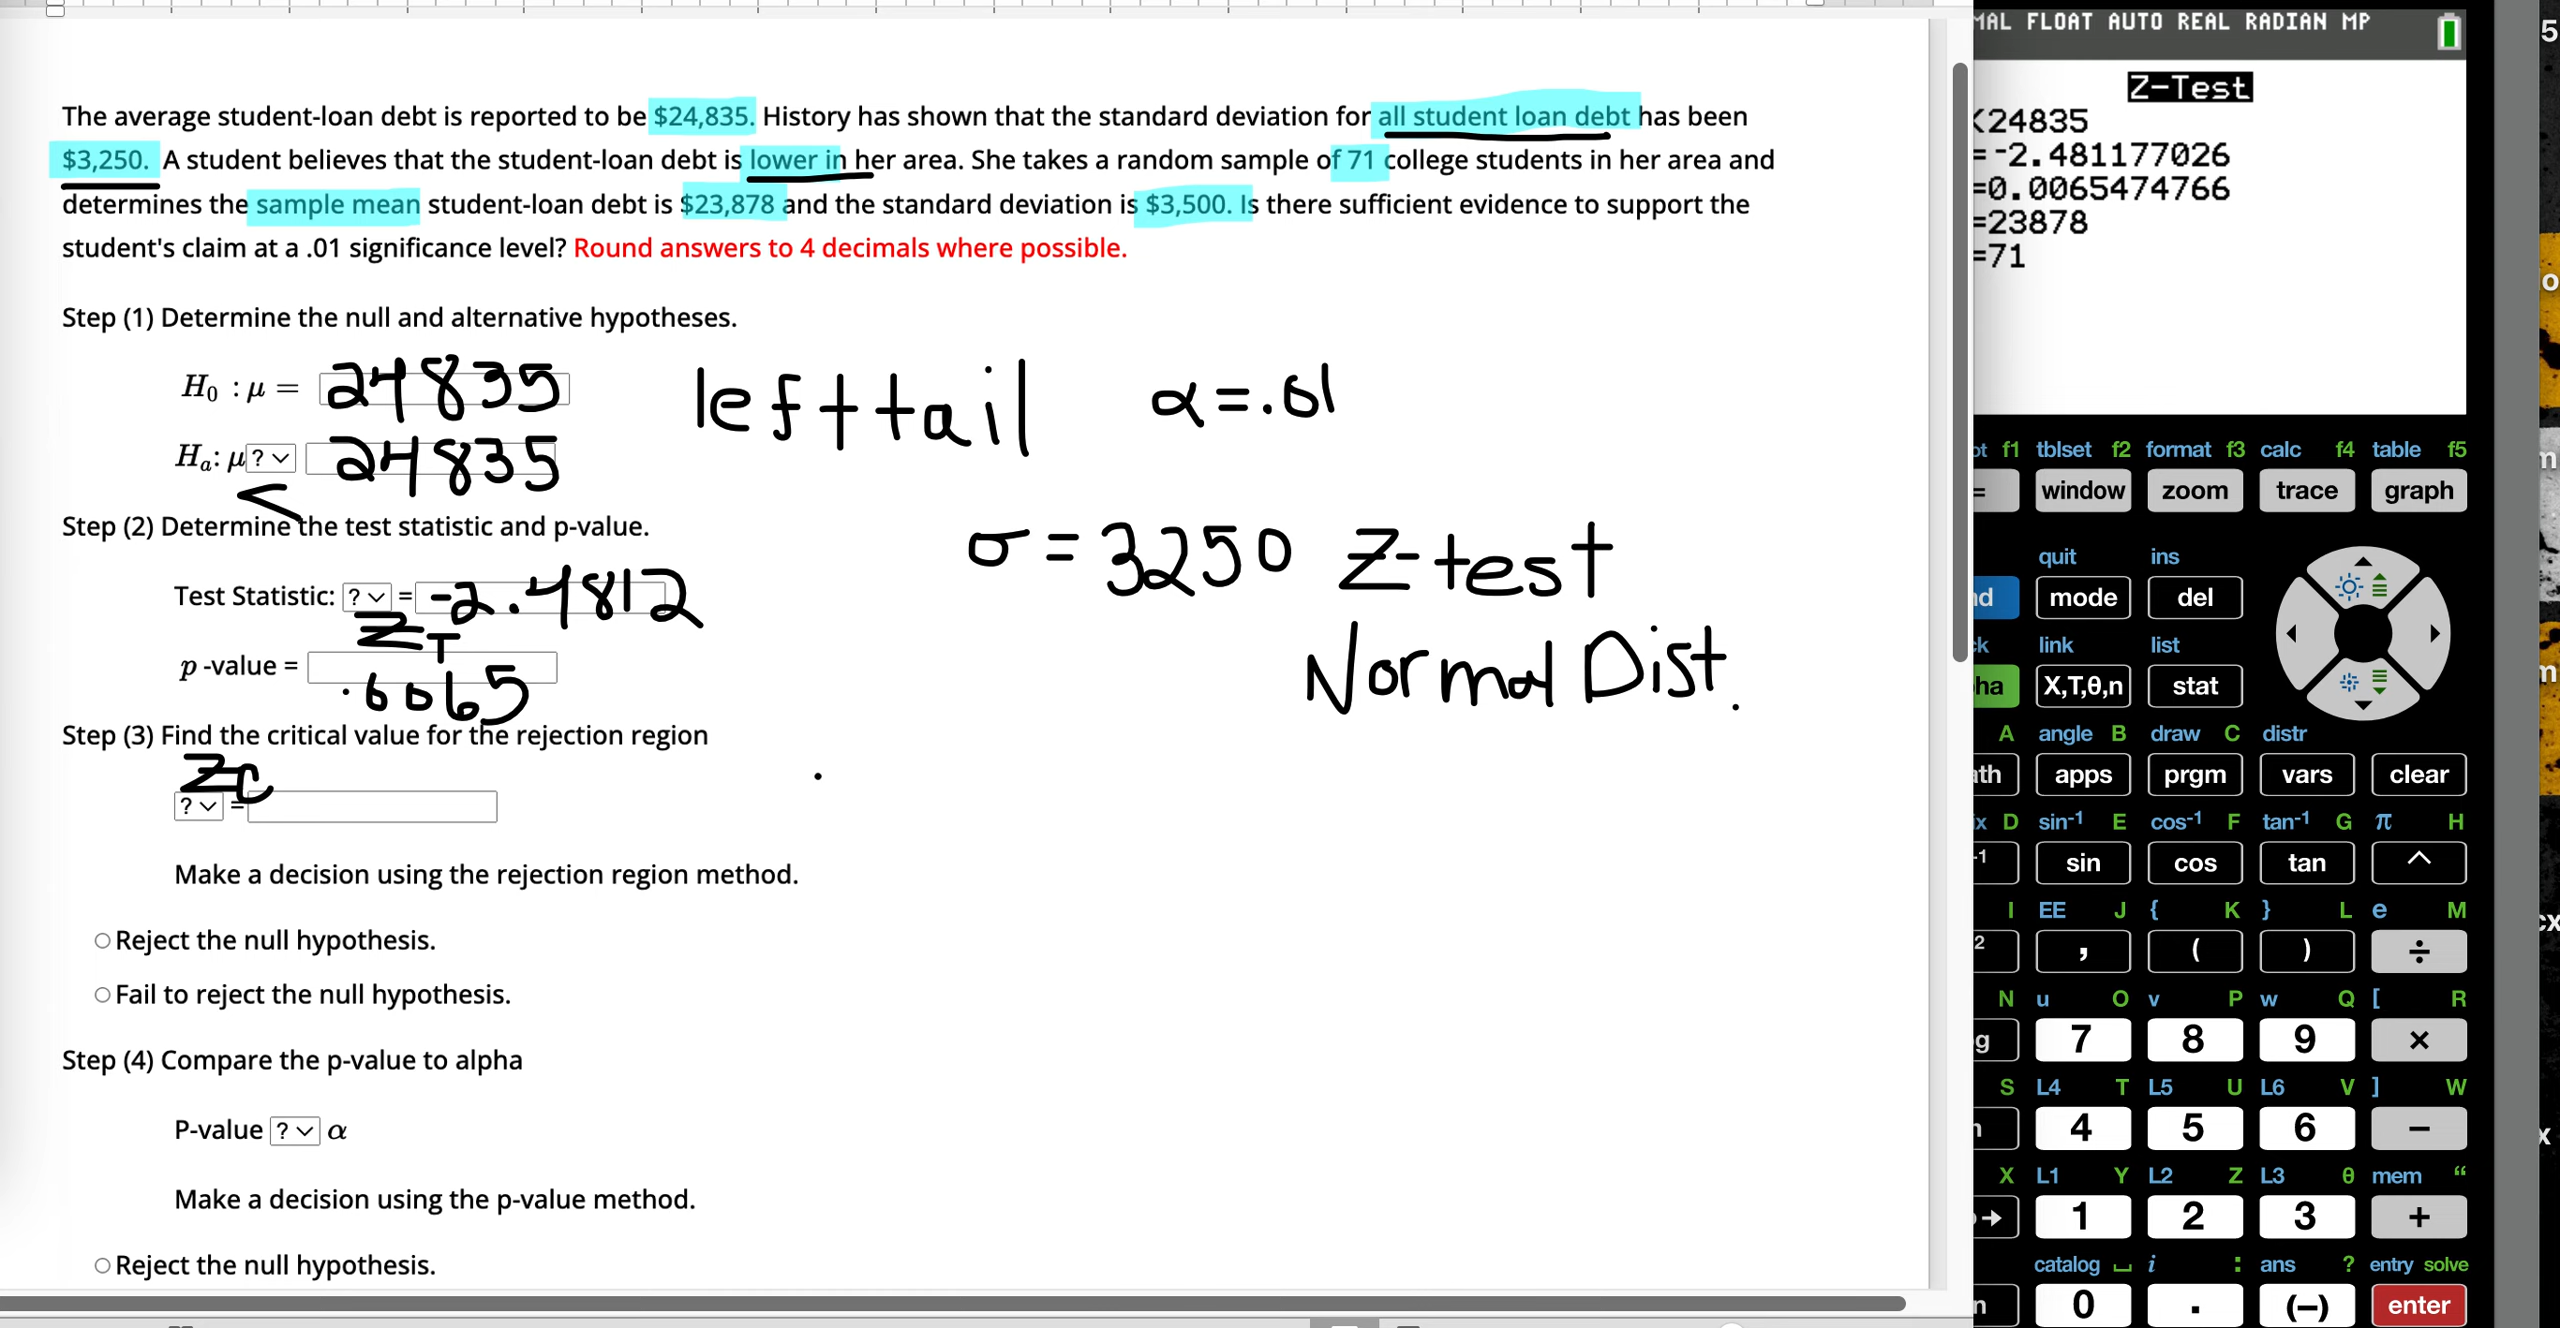 The average student-loan debt is reported to be $24,835. History has shown that the standard deviation for all student loan debt has been
$3,250. A student believes that the student-loan debt is lower in her area. She takes a random sample of 71 college students in her area and
determines the sample mean student-loan debt is $23,878 and the standard deviation is $3,500. Is there sufficient evidence to support the
student's claim at a .01 significance level? Round answers to 4 decimals where possible.
Step (1) Determine the null and alternative hypotheses.
H₀ : μ = 24835
left tail α = .01
Hₐ: μ ? 24835
<
Step (2) Determine the test statistic and p-value.
σ = 3250 Z-test
Test Statistic: ? = -2.4812
Z T
Normal Dist.
p -value =
.0065
Step (3) Find the critical value for the rejection region
Zc
? =
Make a decision using the rejection region method.
Reject the null hypothesis.
Fail to reject the null hypothesis.
Step (4) Compare the p-value to alpha
P-value ? α
Make a decision using the p-value method.
Reject the null hypothesis.
MAL FLOAT AUTO REAL RADIAN MP
Z-Test
<24835
=-2.481177026
=0.0065474766
=23878
=71
f1 tblset f2 format f3 calc f4 table f5
= window zoom trace graph
quit ins
nd mode del
k link list
ha X,T,θ,n stat
A angle B draw C distr
ath apps prgm vars clear
ix D sin⁻¹ E cos⁻¹ F tan⁻¹ G π H
-1 sin cos tan ^
I EE J { K } L e M
2 , ( ) ÷
N u O v P w Q [ R
g 7 8 9 ×
S L4 T L5 U L6 V ] W
n 4 5 6 −
X L1 Y L2 Z L3 θ mem “
→ 1 2 3 +
catalog ⎵ i : ans ? entry solve
n 0 . (−) enter